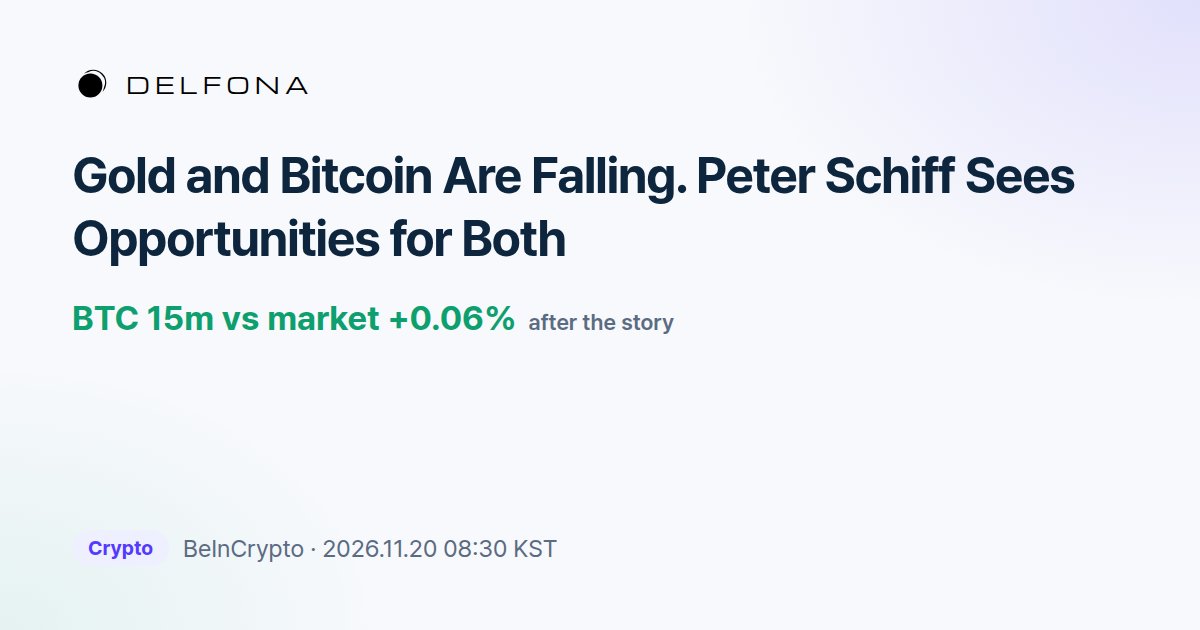 DELFONA
Gold and Bitcoin Are Falling. Peter Schiff Sees
Opportunities for Both
BTC 15m vs market +0.06% after the story
Crypto BeInCrypto · 2026.11.20 08:30 KST